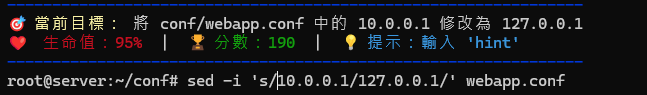 🎯 當前目標： 將 conf/webapp.conf 中的 10.0.0.1 修改為 127.0.0.1
❤️ 生命值：95% | 🏆 分數：190 | 💡 提示：輸入 'hint'
root@server:~/conf# sed -i 's/10.0.0.1/127.0.0.1/' webapp.conf